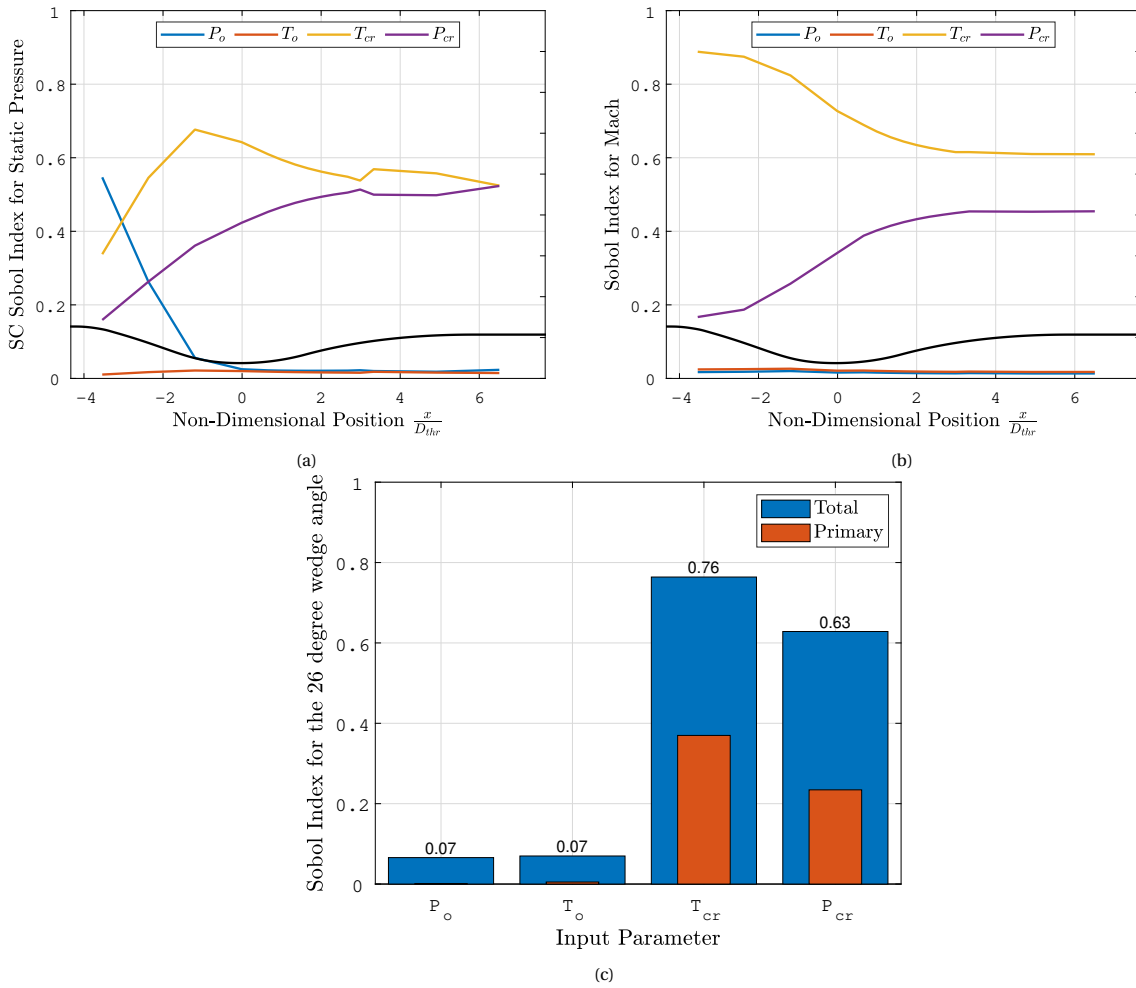 P_o T_o T_cr P_cr
SC Sobol Index for Static Pressure
1
0.8
0.6
0.4
0.2
0
-4 -2 0 2 4 6
Non-Dimensional Position x/D_thr
(a)
P_o T_o T_cr P_cr
Sobol Index for Mach
1
0.8
0.6
0.4
0.2
0
-4 -2 0 2 4 6
Non-Dimensional Position x/D_thr
(b)
Sobol Index for the 26 degree wedge angle
1
0.8
0.6
0.4
0.2
0
Total
Primary
0.07 0.07 0.76 0.63
P_o T_o T_cr P_cr
Input Parameter
(c)